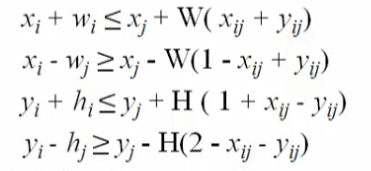 xᵢ + wᵢ ≤ xⱼ + W( xᵢⱼ + yᵢⱼ)
xᵢ - wⱼ ≥ xⱼ - W(1 - xᵢⱼ + yᵢⱼ)
yᵢ + hᵢ ≤ yⱼ + H ( 1 + xᵢⱼ - yᵢⱼ)
yᵢ - hⱼ ≥ yⱼ - H(2 - xᵢⱼ - yᵢⱼ)